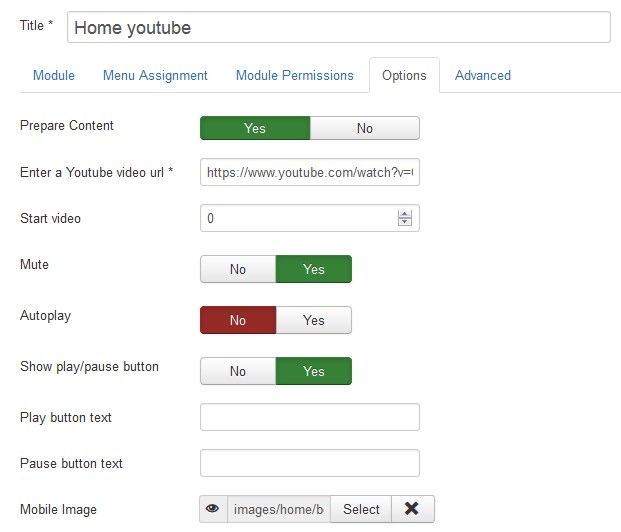 Title * Home youtube
Module Menu Assignment Module Permissions Options Advanced
Prepare Content Yes No
Enter a Youtube video url * https://www.youtube.com/watch?v=
Start video 0
Mute No Yes
Autoplay No Yes
Show play/pause button No Yes
Play button text
Pause button text
Mobile Image images/home/b Select